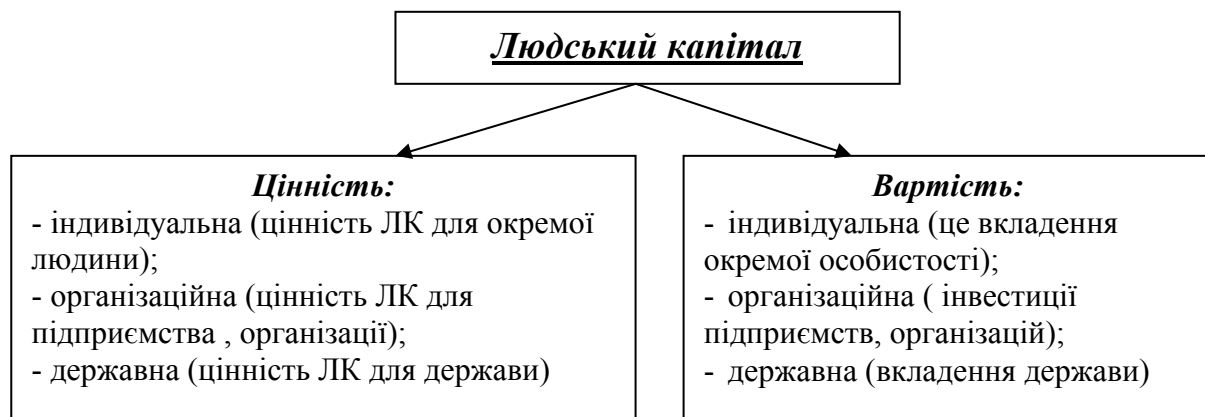 Людський капітал
Цінність:
- індивідуальна (цінність ЛК для окремої
людини);
- організаційна (цінність ЛК для
підприємства , організації);
- державна (цінність ЛК для держави)
Вартість:
- індивідуальна (це вкладення
окремої особистості);
- організаційна ( інвестиції
підприємств, організацій);
- державна (вкладення держави)